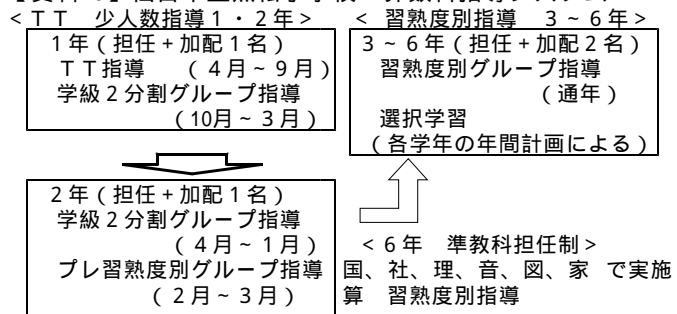 <ＴＴ 少人数指導１・２年>
１年(担任+加配１名)
ＴＴ指導 (４月～９月)
学級２分割グループ指導
(10月～３月)
２年(担任+加配１名)
学級２分割グループ指導
(４月～１月)
プレ習熟度別グループ指導
(２月～３月)
< 習熟度別指導 ３～６年>
３～６年(担任+加配２名)
習熟度別グループ指導
(通年)
選択学習
(各学年の年間計画による)
<６年 準教科担任制>
国、社、理、音、図、家 で実施
算 習熟度別指導